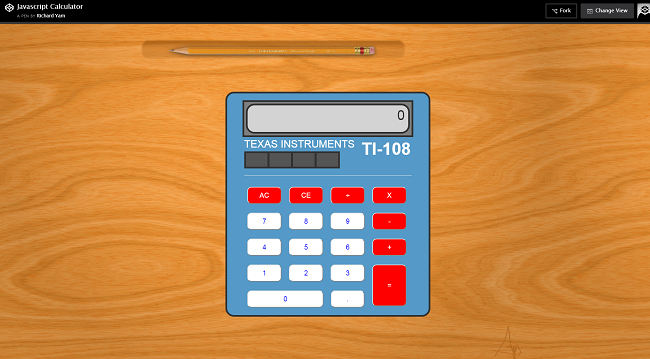 Javascript Calculator
A PEN BY Richard Yam
Fork
Change View
0
TEXAS INSTRUMENTS
TI-108
AC CE ÷ X
7 8 9 -
4 5 6 +
1 2 3 =
0 .